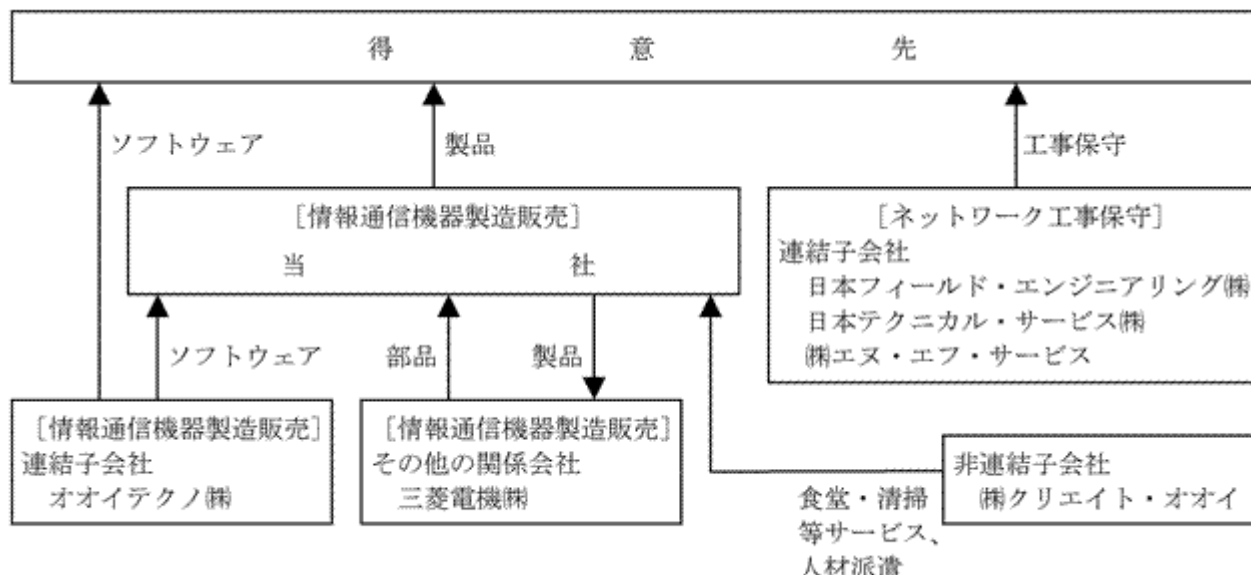 得意先
ソフトウェア
製品
工事保守
［情報通信機器製造販売］
当社
［ネットワーク工事保守］
連結子会社
日本フィールド・エンジニアリング㈱
日本テクニカル・サービス㈱
㈱エヌ・エフ・サービス
ソフトウェア
部品
製品
［情報通信機器製造販売］
連結子会社
オオイテクノ㈱
［情報通信機器製造販売］
その他の関係会社
三菱電機㈱
非連結子会社
㈱クリエイト・オオイ
食堂・清掃
等サービス、
人材派遣